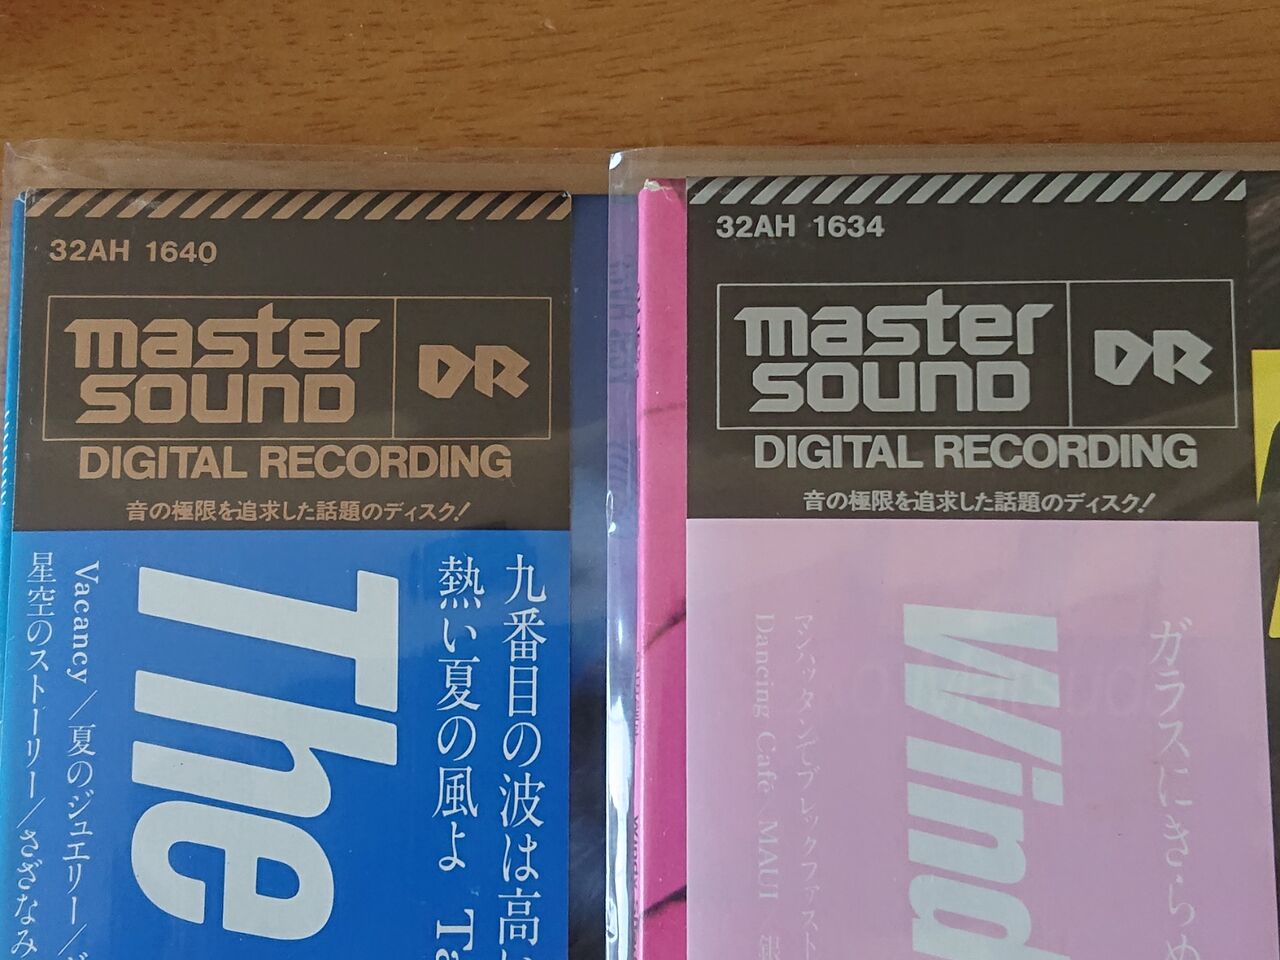 32AH 1640
master
sound
DR
DIGITAL RECORDING
音の極限を追求した話題のディスク!
九番目の波は高い
熱い夏の風よ Ta
The
Vacancy/夏のジュエリー/
星空のストーリー/さざなみ
32AH 1634
master
sound
DR
DIGITAL RECORDING
音の極限を追求した話題のディスク!
ガラスにきらめ
Wind
マンハッタンでブレックファスト
Dancing Café/MAUI/銀